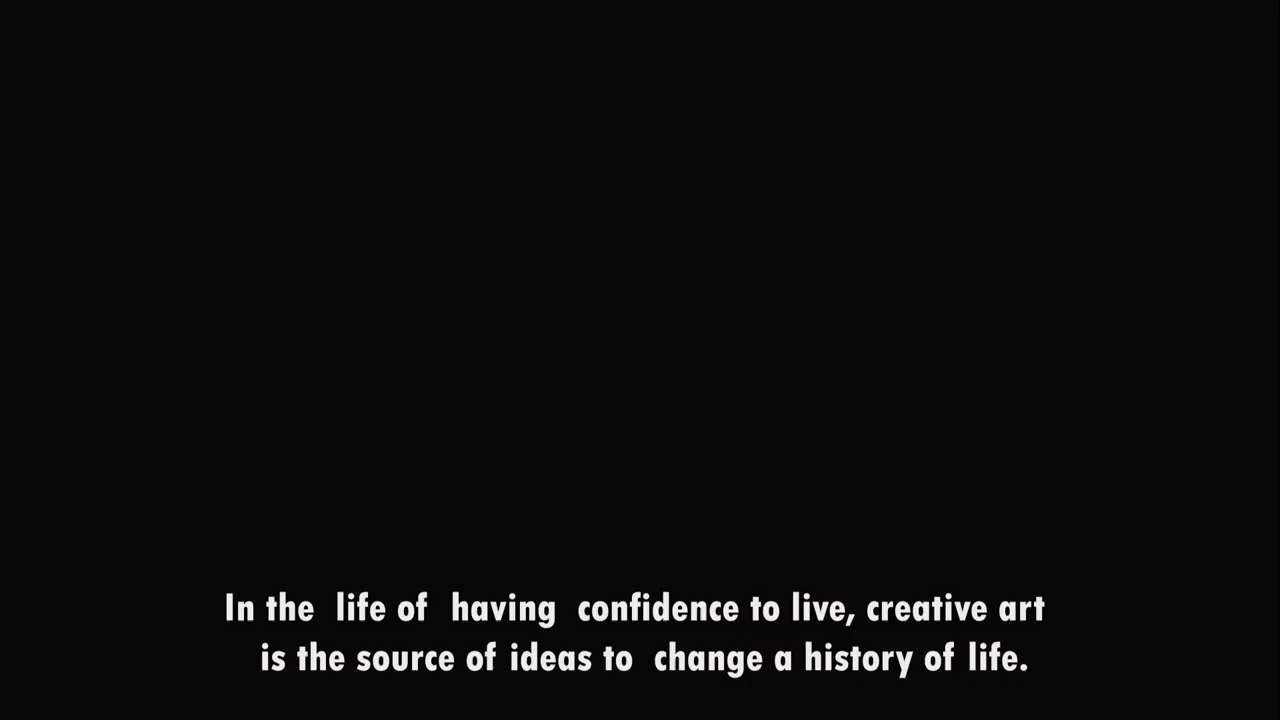 In the life of having confidence to live, creative art
is the source of ideas to change a history of life.